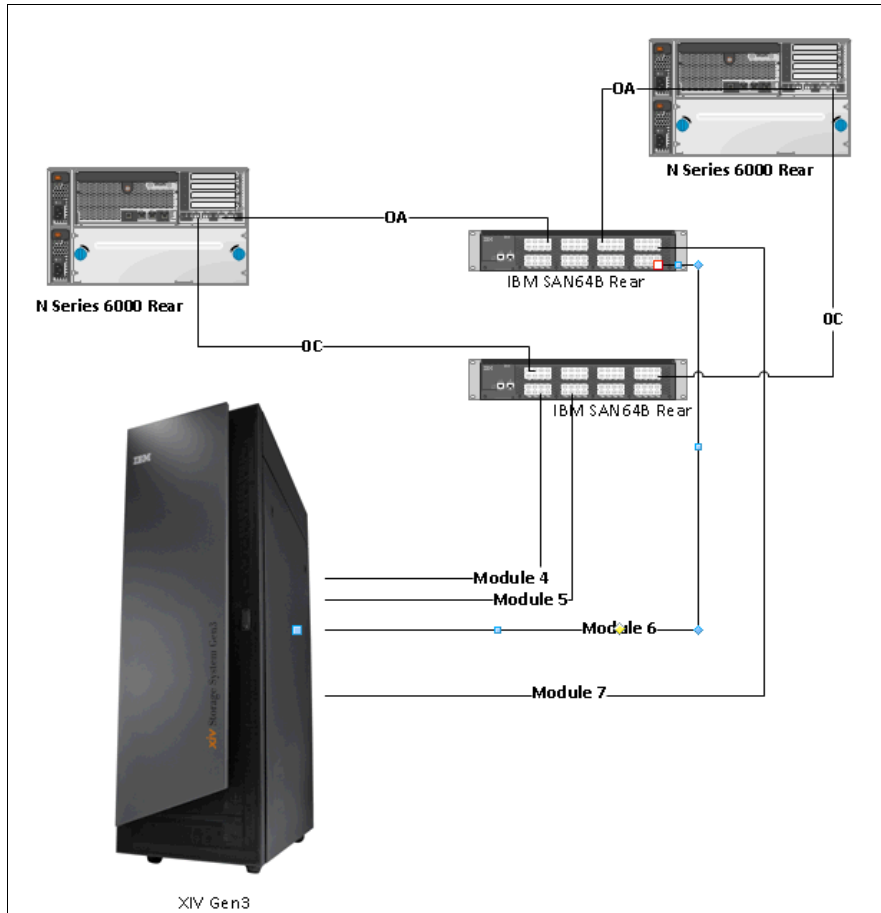 0A
N Series 6000 Rear
0A
IBM SAN64B Rear
N Series 6000 Rear
0C
0C
IBM SAN64B Rear
IBM
Module 4
Module 5
Module 6
Module 7
XIV Storage System Gen3
XIV Gen3